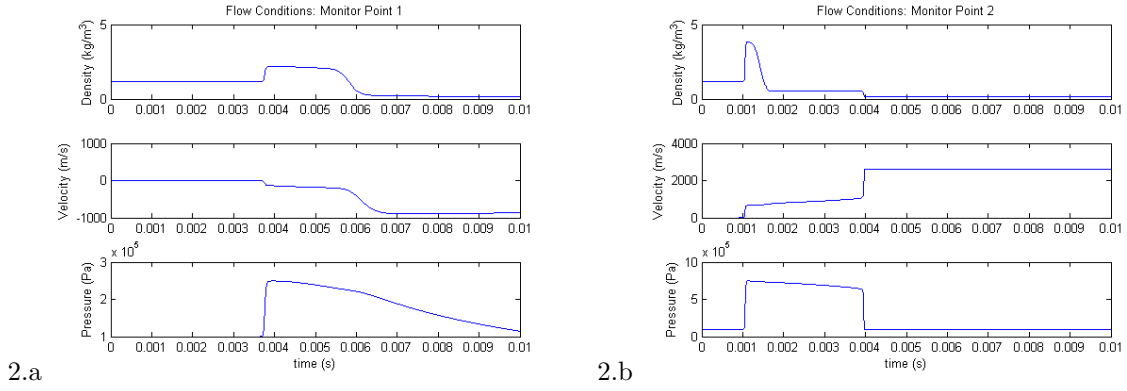 Flow Conditions: Monitor Point 1
Density (kg/m³)
5
0
0 0.001 0.002 0.003 0.004 0.005 0.006 0.007 0.008 0.009 0.01
Velocity (m/s)
1000
0
-1000
0 0.001 0.002 0.003 0.004 0.005 0.006 0.007 0.008 0.009 0.01
x 10⁵
Pressure (Pa)
3
2
1
0 0.001 0.002 0.003 0.004 0.005 0.006 0.007 0.008 0.009 0.01
time (s)
2.a
Flow Conditions: Monitor Point 2
Density (kg/m³)
5
0
0 0.001 0.002 0.003 0.004 0.005 0.006 0.007 0.008 0.009 0.01
Velocity (m/s)
4000
2000
0
0 0.001 0.002 0.003 0.004 0.005 0.006 0.007 0.008 0.009 0.01
x 10⁵
Pressure (Pa)
10
5
0
0 0.001 0.002 0.003 0.004 0.005 0.006 0.007 0.008 0.009 0.01
time (s)
2.b